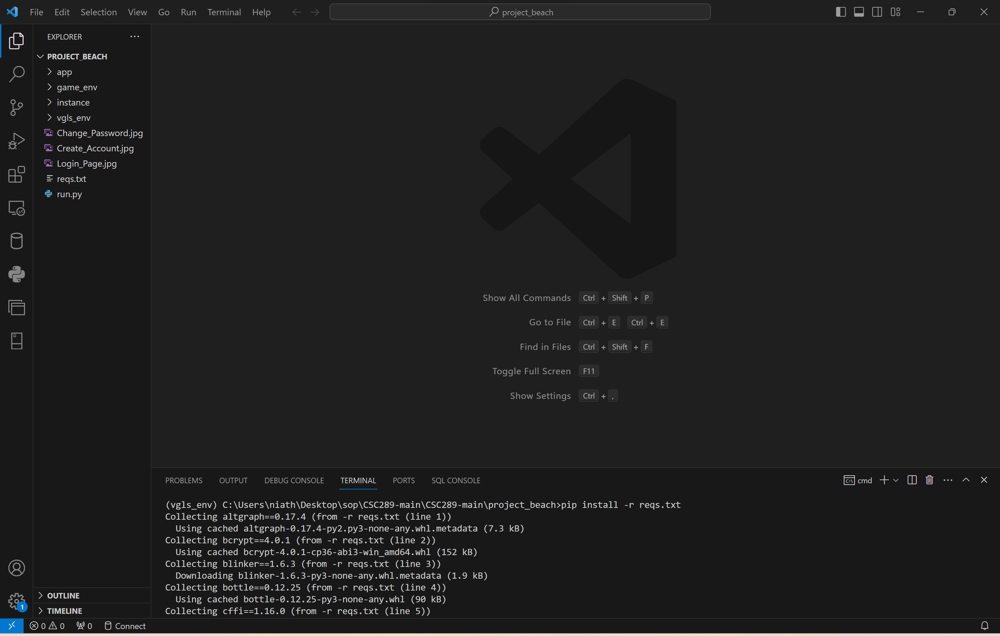 File Edit Selection View Go Run Terminal Help
project_beach
EXPLORER
PROJECT_BEACH
app
game_env
instance
vgls_env
Change_Password.jpg
Create_Account.jpg
Login_Page.jpg
reqs.txt
run.py
Show All Commands Ctrl + Shift + P
Go to File Ctrl + E Ctrl + E
Find in Files Ctrl + Shift + F
Toggle Full Screen F11
Show Settings Ctrl + ,
PROBLEMS OUTPUT DEBUG CONSOLE TERMINAL PORTS SQL CONSOLE
cmd
(vgls_env) C:\Users\niath\Desktop\sop\CSC289-main\CSC289-main\project_beach>pip install -r reqs.txt
Collecting altgraph==0.17.4 (from -r reqs.txt (line 1))
Using cached altgraph-0.17.4-py2.py3-none-any.whl.metadata (7.3 kB)
Collecting bcrypt==4.0.1 (from -r reqs.txt (line 2))
Using cached bcrypt-4.0.1-cp36-abi3-win_amd64.whl (152 kB)
Collecting blinker==1.6.3 (from -r reqs.txt (line 3))
Downloading blinker-1.6.3-py3-none-any.whl.metadata (1.9 kB)
Collecting bottle==0.12.25 (from -r reqs.txt (line 4))
Using cached bottle-0.12.25-py3-none-any.whl (90 kB)
Collecting cffi==1.16.0 (from -r reqs.txt (line 5))
OUTLINE
TIMELINE
1
0 0 0 Connect